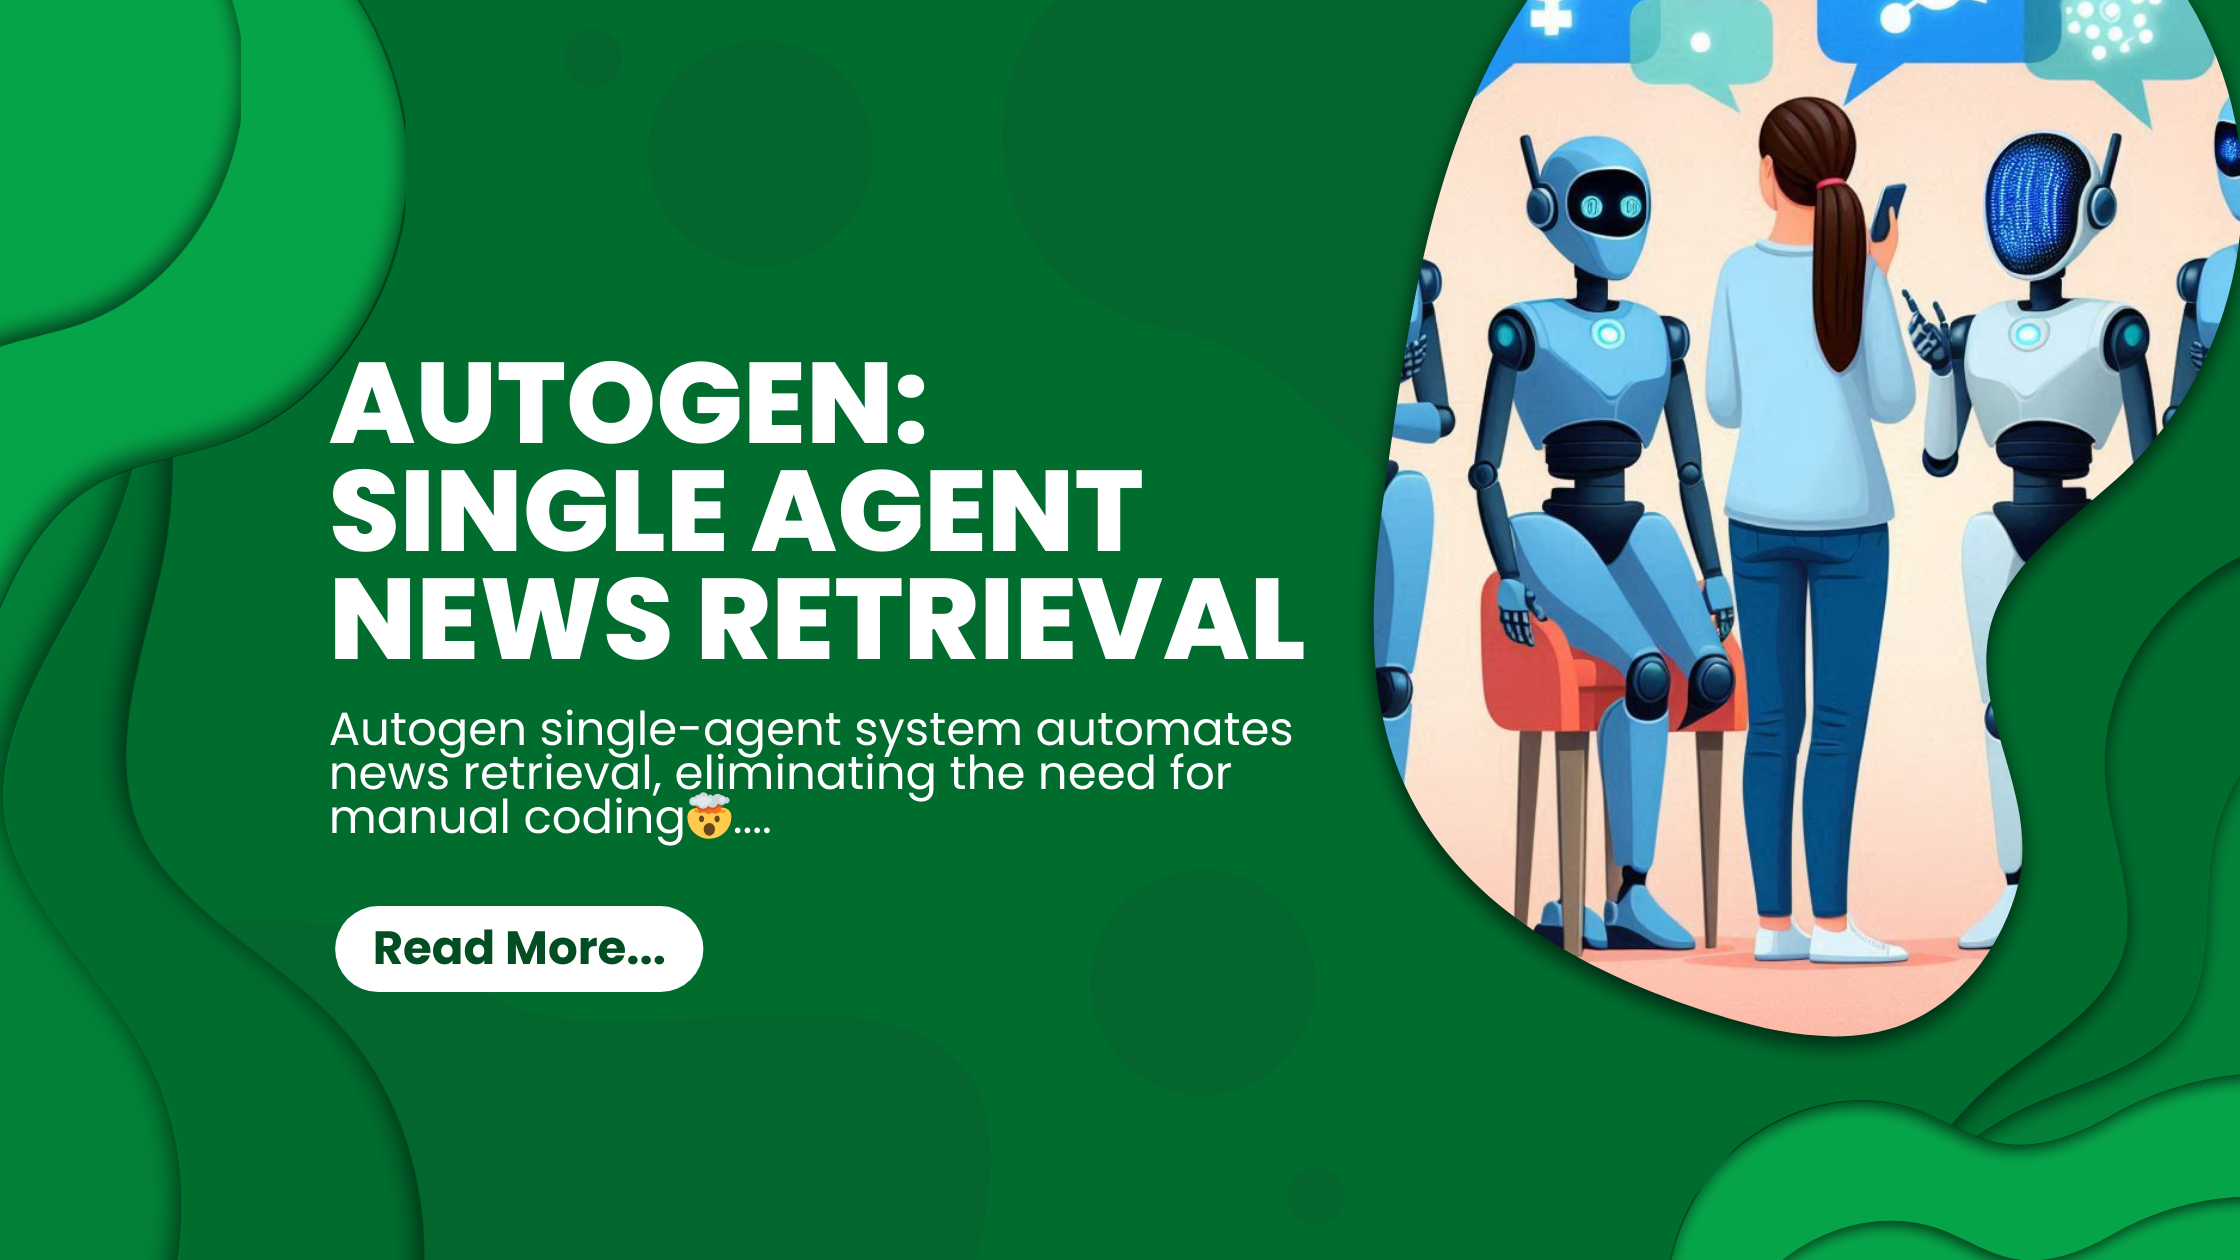 AUTOGEN:
SINGLE AGENT
NEWS RETRIEVAL
Autogen single-agent system automates
news retrieval, eliminating the need for
manual coding🤯....
Read More...